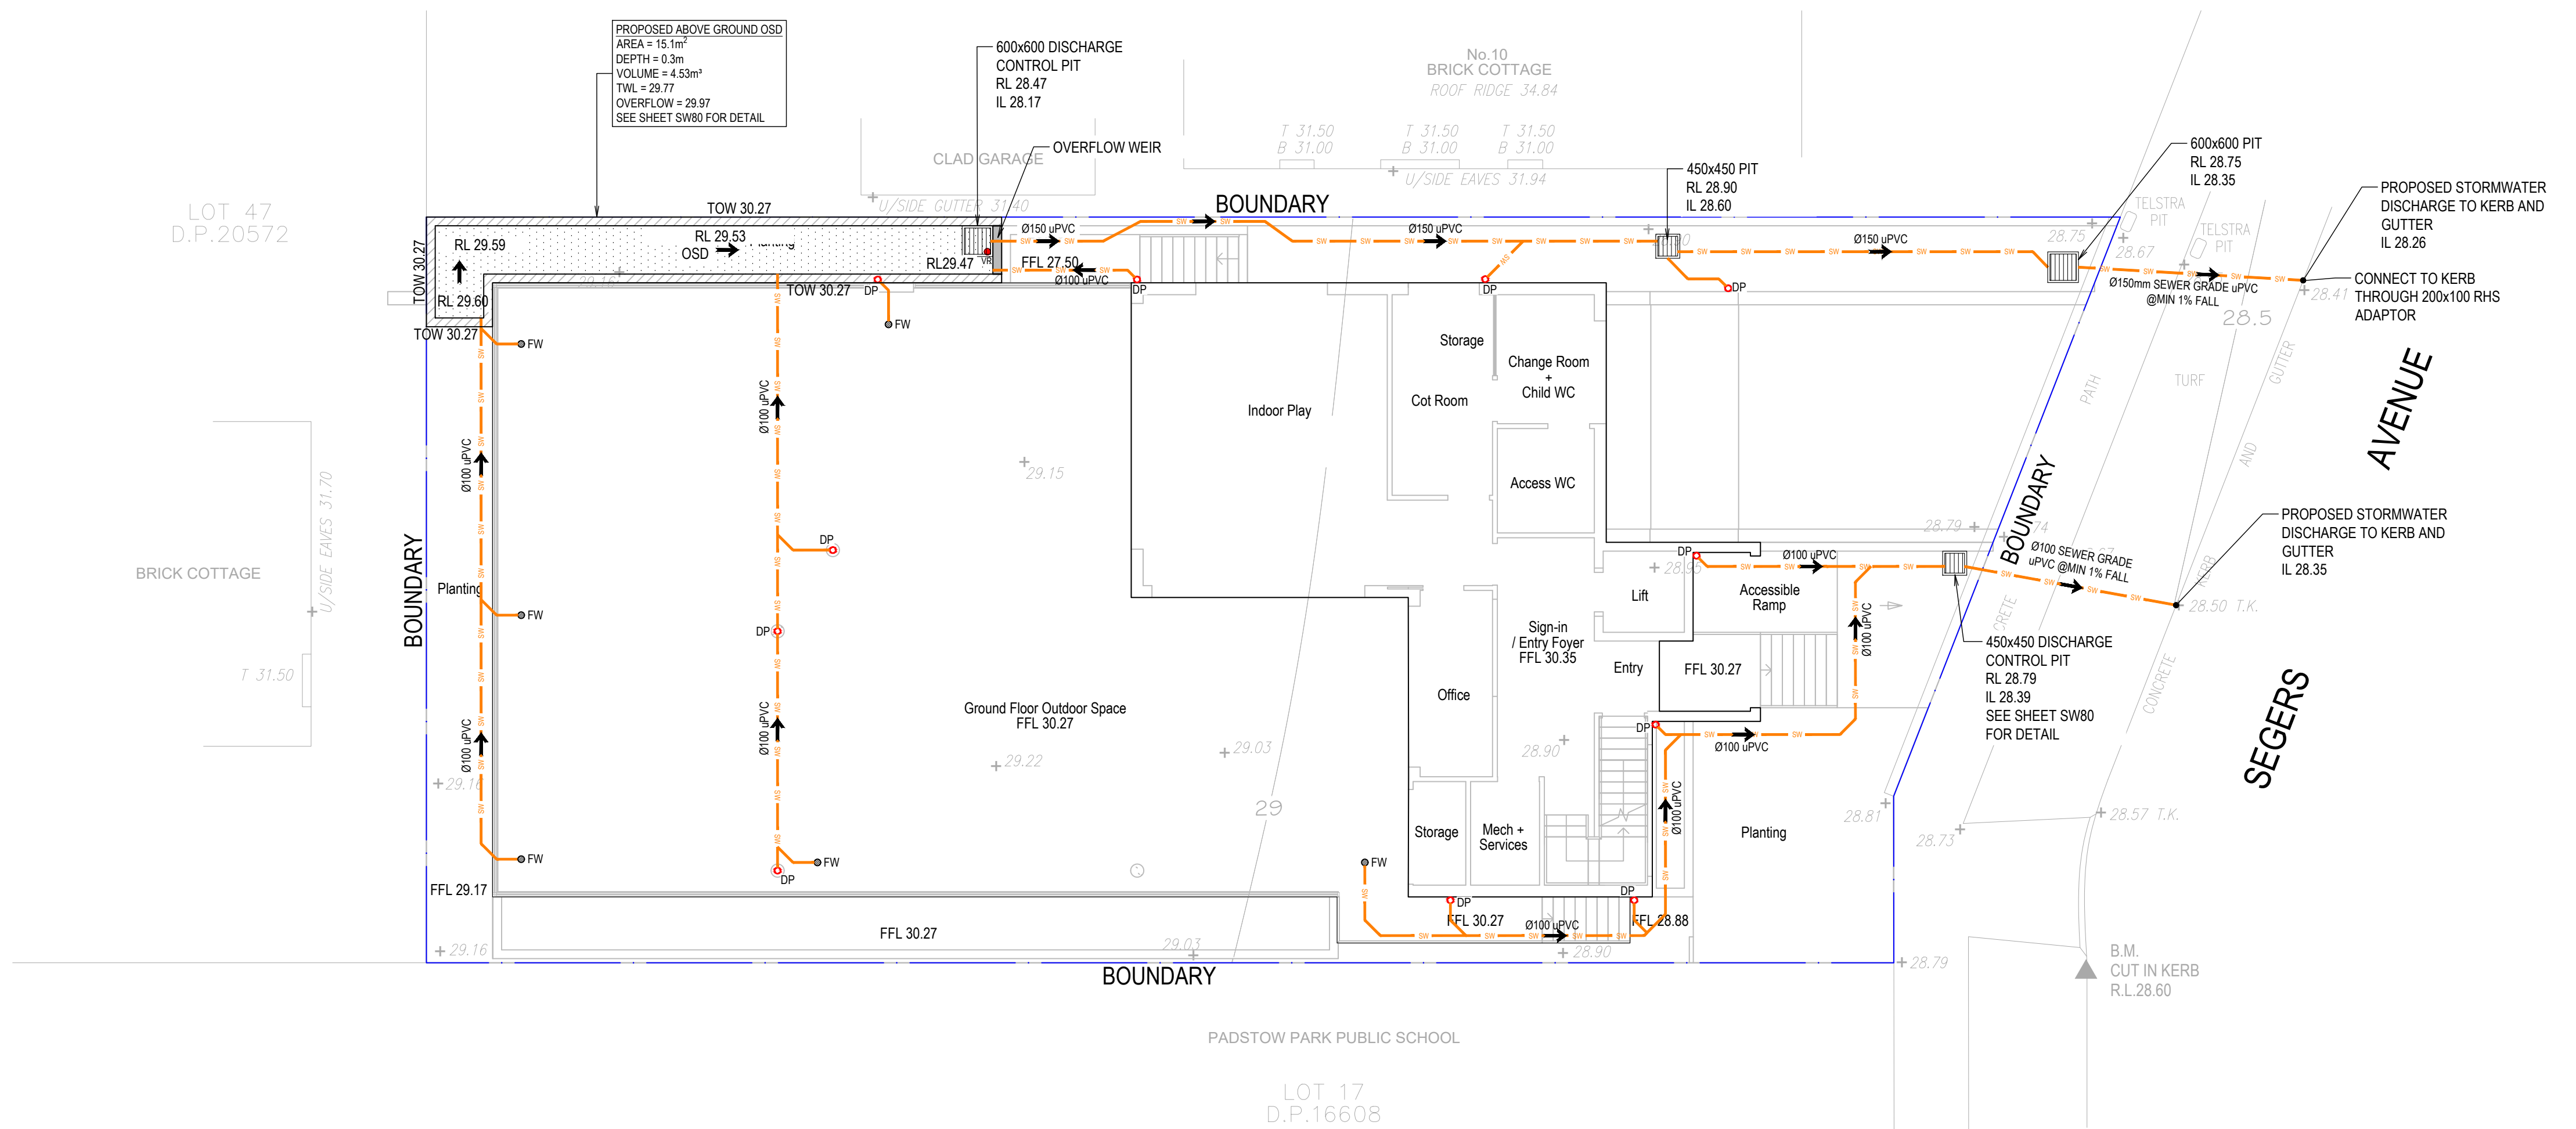 PROPOSED ABOVE GROUND OSD
AREA = 15.1m²
DEPTH = 0.3m
VOLUME = 4.53m³
TWL = 29.77
OVERFLOW = 29.97
SEE SHEET SW80 FOR DETAIL
600x600 DISCHARGE
CONTROL PIT
RL 28.47
IL 28.17
OVERFLOW WEIR
CLAD GARAGE
U/SIDE GUTTER 31.40
No.10
BRICK COTTAGE
ROOF RIDGE 34.84
T 31.50
B 31.00
T 31.50
B 31.00
T 31.50
B 31.00
U/SIDE EAVES 31.94
450x450 PIT
RL 28.90
IL 28.60
600x600 PIT
RL 28.75
IL 28.35
PROPOSED STORMWATER
DISCHARGE TO KERB AND
GUTTER
IL 28.26
CONNECT TO KERB
THROUGH 200x100 RHS
ADAPTOR
TELSTRA
PIT
TELSTRA
PIT
28.75
28.67
28.41
28.5
LOT 47
D.P.20572
TOW 30.27
BOUNDARY
TOW 30.27
RL 29.59
RL 29.53
OSD
RL29.47
VR
RL 29.60
TOW 30.27
TOW 30.27
FFL 27.50
Ø150 uPVC
Ø100 uPVC
Ø150 uPVC
Ø150 uPVC
Ø150mm SEWER GRADE uPVC
@MIN 1% FALL
DP
DP
DP
DP
FW
FW
Storage
Change Room
+
Child WC
Cot Room
Indoor Play
Access WC
PATH
TURF
KERB
AND
GUTTER
SEGERS
AVENUE
BOUNDARY
Ø100 uPVC
Ø100 uPVC
29.15
U/SIDE EAVES 31.70
BRICK COTTAGE
T 31.50
BOUNDARY
Planting
DP
FW
DP
28.79
Ø100 SEWER GRADE
uPVC @MIN 1% FALL
PROPOSED STORMWATER
DISCHARGE TO KERB AND
GUTTER
IL 28.35
28.50 T.K.
DP
Ø100 uPVC
28.95
Lift
Accessible
Ramp
Ø100 uPVC
Sign-in
/ Entry Foyer
FFL 30.35
Entry
FFL 30.27
Office
450x450 DISCHARGE
CONTROL PIT
RL 28.79
IL 28.39
SEE SHEET SW80
FOR DETAIL
CONCRETE
Ground Floor Outdoor Space
FFL 30.27
Ø100 uPVC
Ø100 uPVC
29.22
29.03
28.90
29.16
29
DP
Ø100 uPVC
Ø100 uPVC
Storage
Mech +
Services
Planting
28.81
28.73
28.57 T.K.
FW
FW
DP
FW
FFL 29.17
DP
DP
FFL 30.27
FFL 28.88
Ø100 uPVC
FFL 30.27
29.16
29.03
28.90
28.79
BOUNDARY
B.M.
CUT IN KERB
R.L.28.60
PADSTOW PARK PUBLIC SCHOOL
LOT 17
D.P.16608